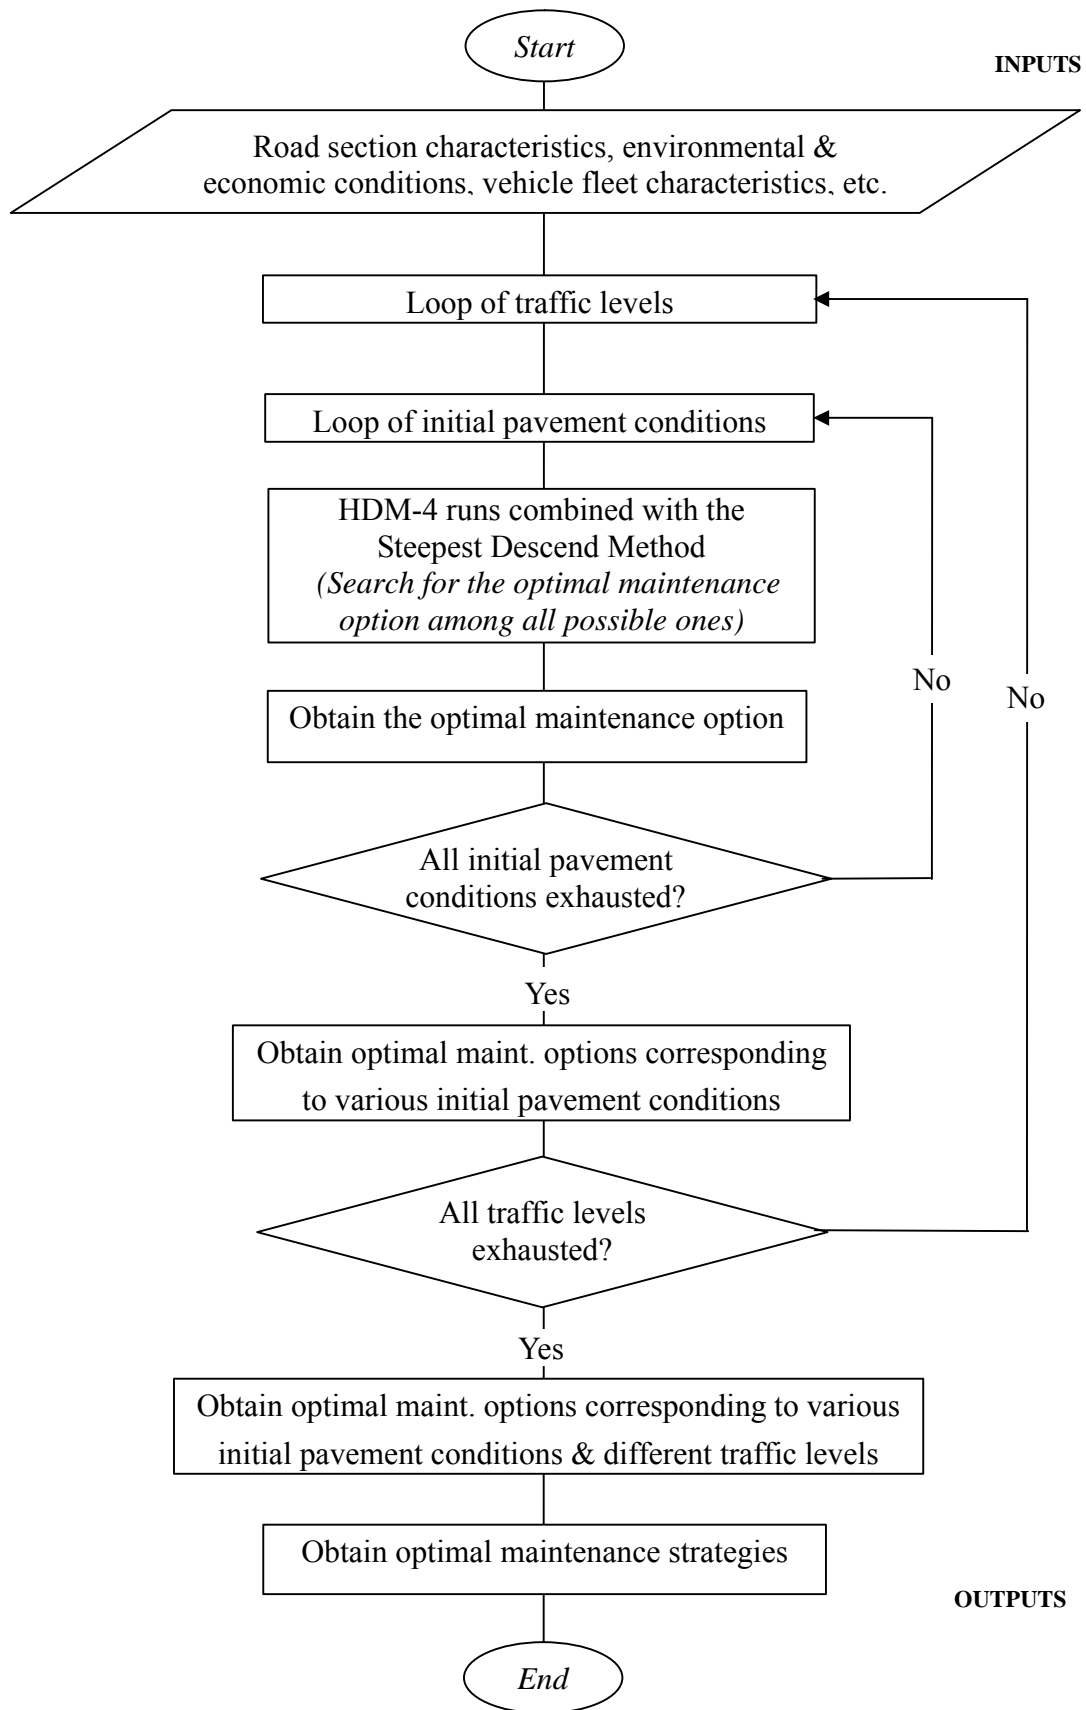 Start
INPUTS
Road section characteristics, environmental &
economic conditions, vehicle fleet characteristics, etc.
Loop of traffic levels
Loop of initial pavement conditions
HDM-4 runs combined with the
Steepest Descend Method
(Search for the optimal maintenance
option among all possible ones)
No
No
Obtain the optimal maintenance option
All initial pavement
conditions exhausted?
Yes
Obtain optimal maint. options corresponding
to various initial pavement conditions
All traffic levels
exhausted?
Yes
Obtain optimal maint. options corresponding to various
initial pavement conditions & different traffic levels
Obtain optimal maintenance strategies
OUTPUTS
End